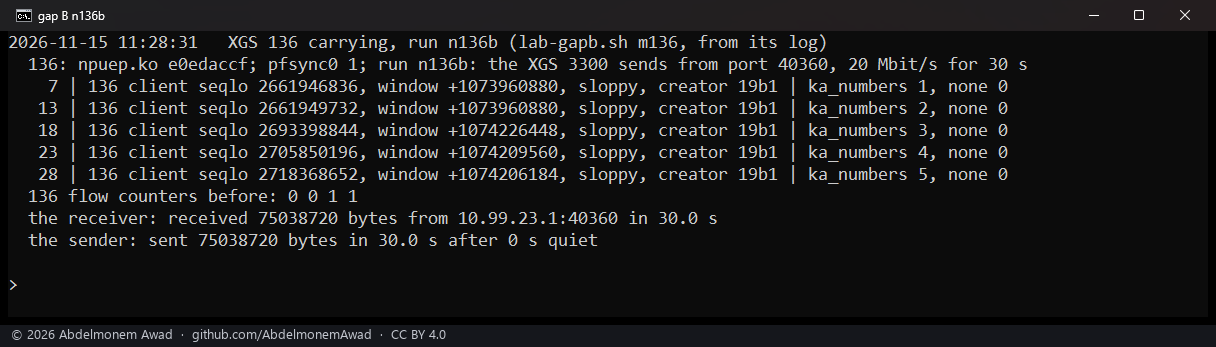 gap B n136b
2026-11-15 11:28:31   XGS 136 carrying, run n136b (lab-gapb.sh m136, from its log)
  136: npuep.ko e0edaccf; pfsync0 1; run n136b: the XGS 3300 sends from port 40360, 20 Mbit/s for 30 s
    7 | 136 client seqlo 2661946836, window +1073960880, sloppy, creator 19b1 | ka_numbers 1, none 0
   13 | 136 client seqlo 2661949732, window +1073960880, sloppy, creator 19b1 | ka_numbers 2, none 0
   18 | 136 client seqlo 2693398844, window +1074226448, sloppy, creator 19b1 | ka_numbers 3, none 0
   23 | 136 client seqlo 2705850196, window +1074209560, sloppy, creator 19b1 | ka_numbers 4, none 0
   28 | 136 client seqlo 2718368652, window +1074206184, sloppy, creator 19b1 | ka_numbers 5, none 0
  136 flow counters before: 0 0 1 1
  the receiver: received 75038720 bytes from 10.99.23.1:40360 in 30.0 s
  the sender: sent 75038720 bytes in 30.0 s after 0 s quiet
>
© 2026 Abdelmonem Awad · github.com/AbdelmonemAwad · CC BY 4.0